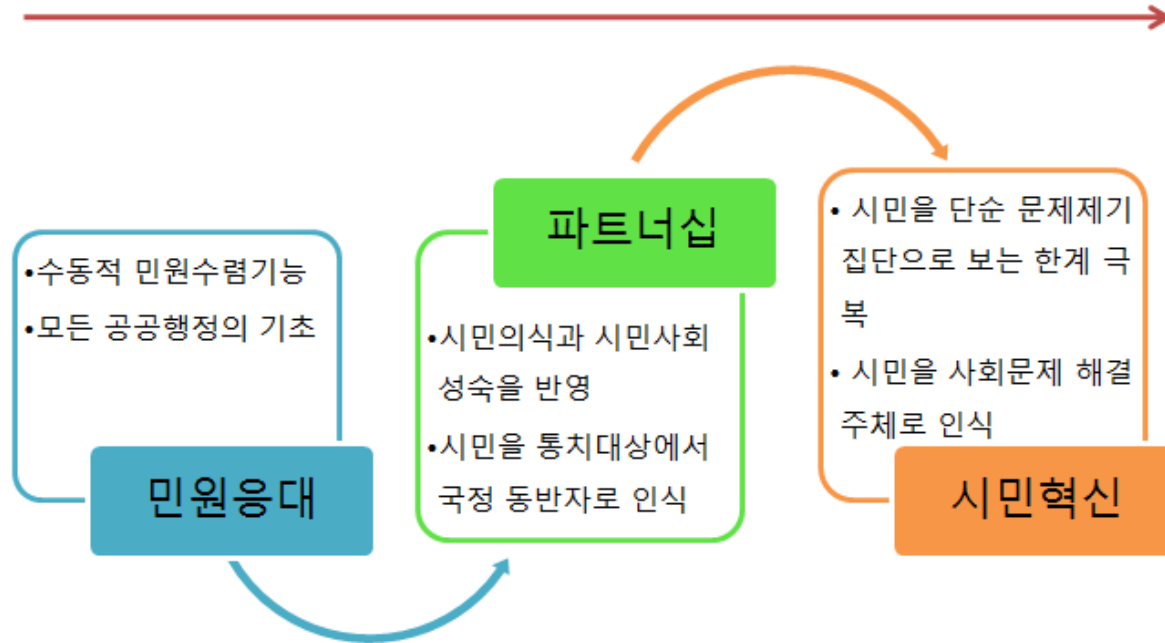 •수동적 민원수렴기능
•모든 공공행정의 기초
민원응대
파트너십
•시민의식과 시민사회
성숙을 반영
•시민을 통치대상에서
국정 동반자로 인식
• 시민을 단순 문제제기
집단으로 보는 한계 극
복
• 시민을 사회문제 해결
주체로 인식
시민혁신